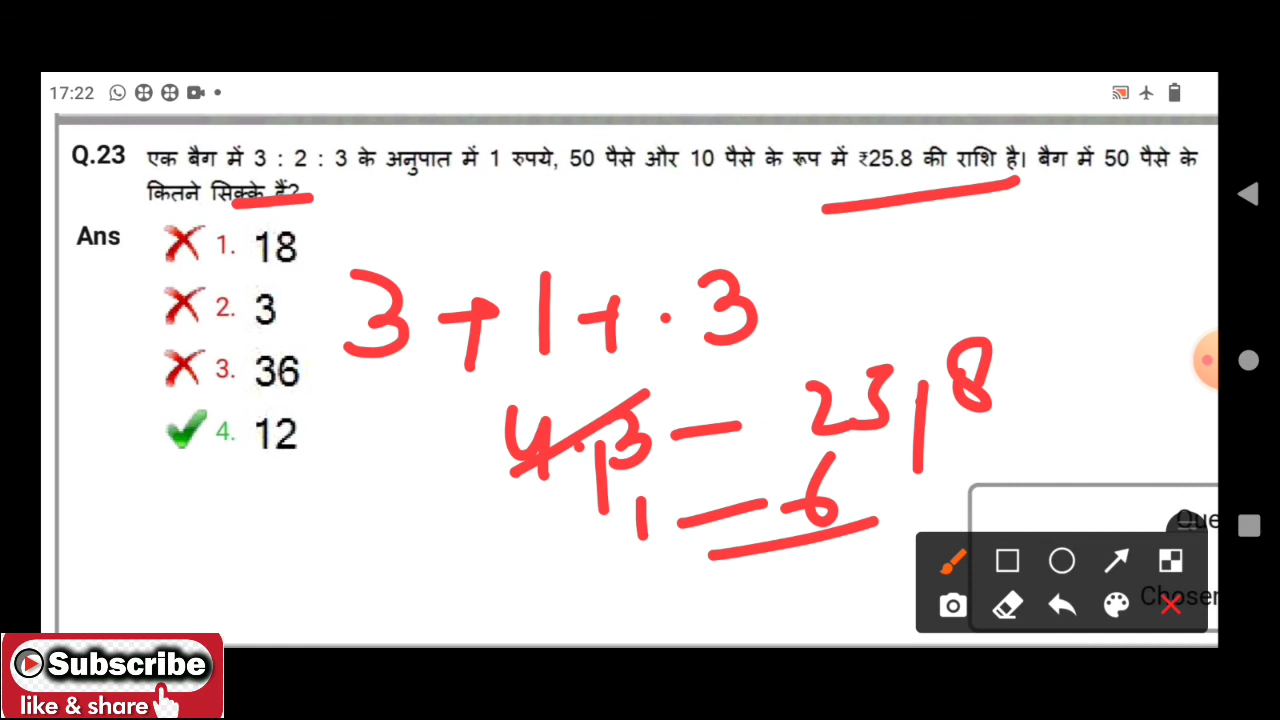 17:22
Q.23 एक बैग में 3 : 2 : 3 के अनुपात में 1 रुपये, 50 पैसे और 10 पैसे के रूप में ₹25.8 की राशि है। बैग में 50 पैसे के
कितने सिक्के हैं?
Ans
1. 18
2. 3
3. 36
4. 12
3 + 1 + . 3
4.3 — 25.8
1 — 6
Que
Chosen
Subscribe
like & share